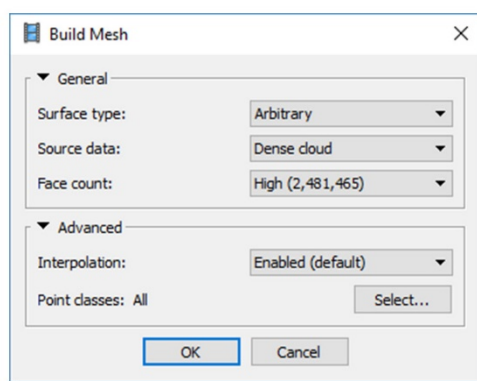 Build Mesh
General
Surface type: Arbitrary
Source data: Dense cloud
Face count: High (2,481,465)
Advanced
Interpolation: Enabled (default)
Point classes: All Select...
OK Cancel